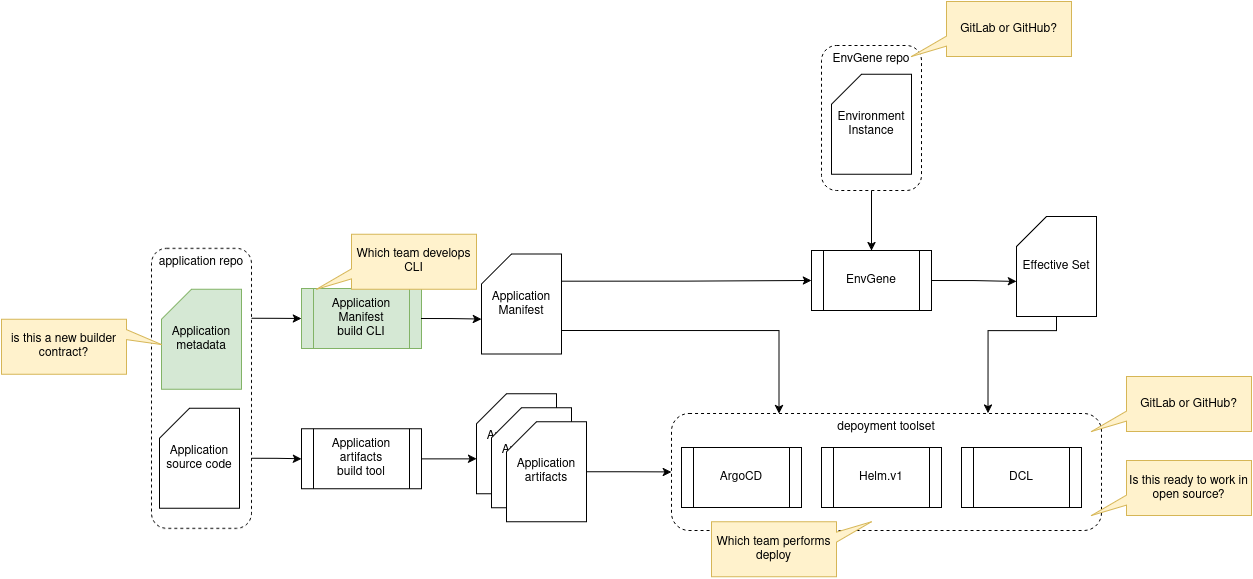 GitLab or GitHub?
EnvGene repo
Environment
Instance
Which team develops
CLI
application repo
Application
metadata
is this a new builder
contract?
Application
Manifest
build CLI
Application
Manifest
EnvGene
Effective Set
Application
source code
Application
artifacts
build tool
A
A
Application
artifacts
depoyment toolset
ArgoCD
Helm.v1
DCL
GitLab or GitHub?
Is this ready to work in
open source?
Which team performs
deploy